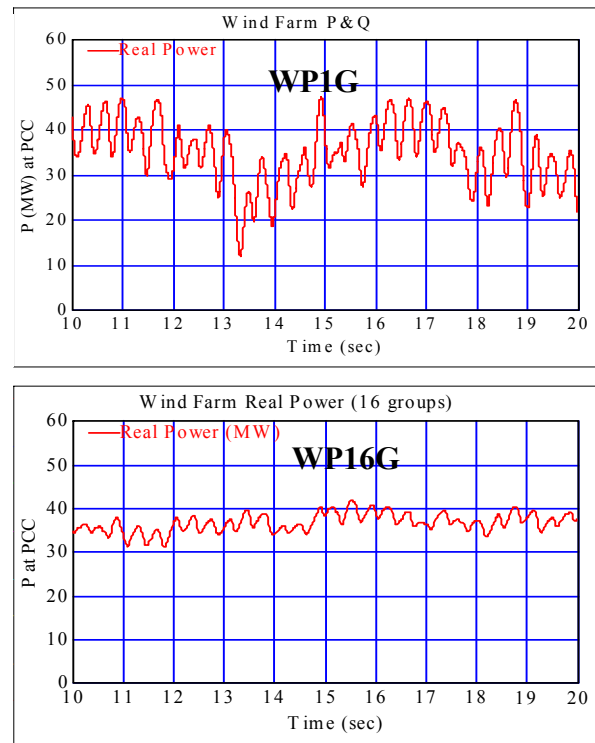 Wind Farm P&Q
Real Power
WP1G
P (MW) at PCC
60
50
40
30
20
10
0
10 11 12 13 14 15 16 17 18 19 20
Time (sec)
Wind Farm Real Power (16 groups)
Real Power (MW)
WP16G
P at PCC
60
50
40
30
20
10
0
10 11 12 13 14 15 16 17 18 19 20
Time (sec)